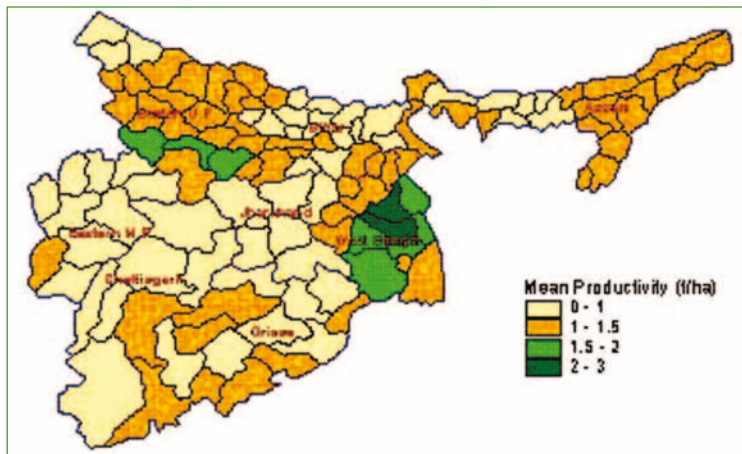 Eastern U.P.
Bihar
Assam
Jharkhand
West Bengal
Eastern M.P.
Chattisgarh
Orissa
Mean Productivity (t/ha)
0 - 1
1 - 1.5
1.5 - 2
2 - 3